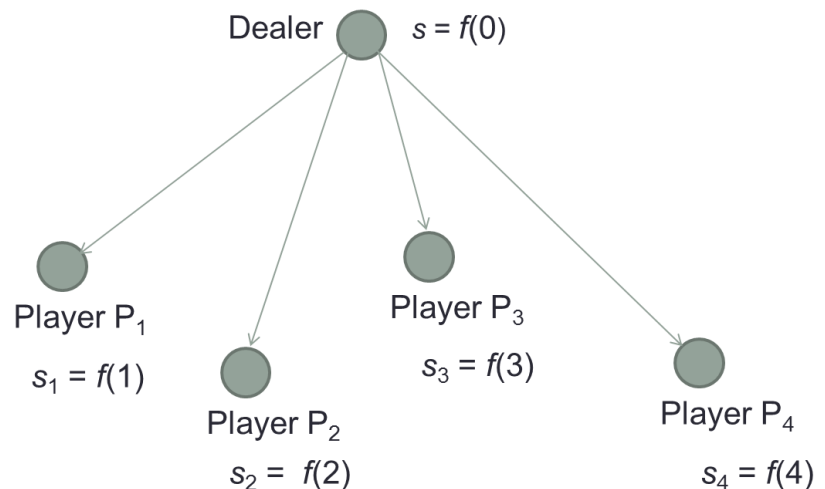 Dealer s = f(0)
Player P₁
s₁ = f(1)
Player P₂
s₂ = f(2)
Player P₃
s₃ = f(3)
Player P₄
s₄ = f(4)